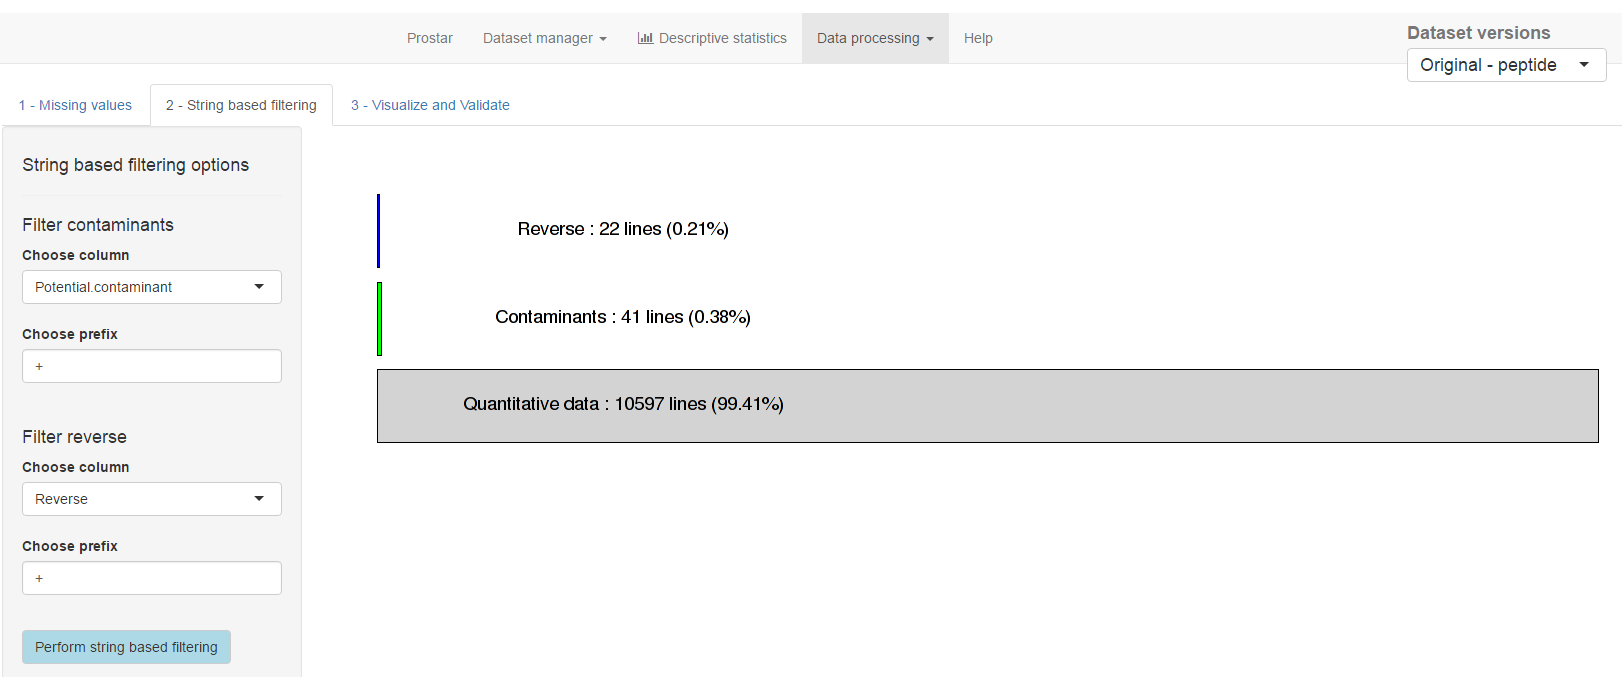 Prostar Dataset manager Descriptive statistics Data processing Help
Dataset versions
Original - peptide
1 - Missing values 2 - String based filtering 3 - Visualize and Validate
String based filtering options
Filter contaminants
Choose column
Potential.contaminant
Choose prefix
+
Filter reverse
Choose column
Reverse
Choose prefix
+
Perform string based filtering
Reverse : 22 lines (0.21%)
Contaminants : 41 lines (0.38%)
Quantitative data : 10597 lines (99.41%)